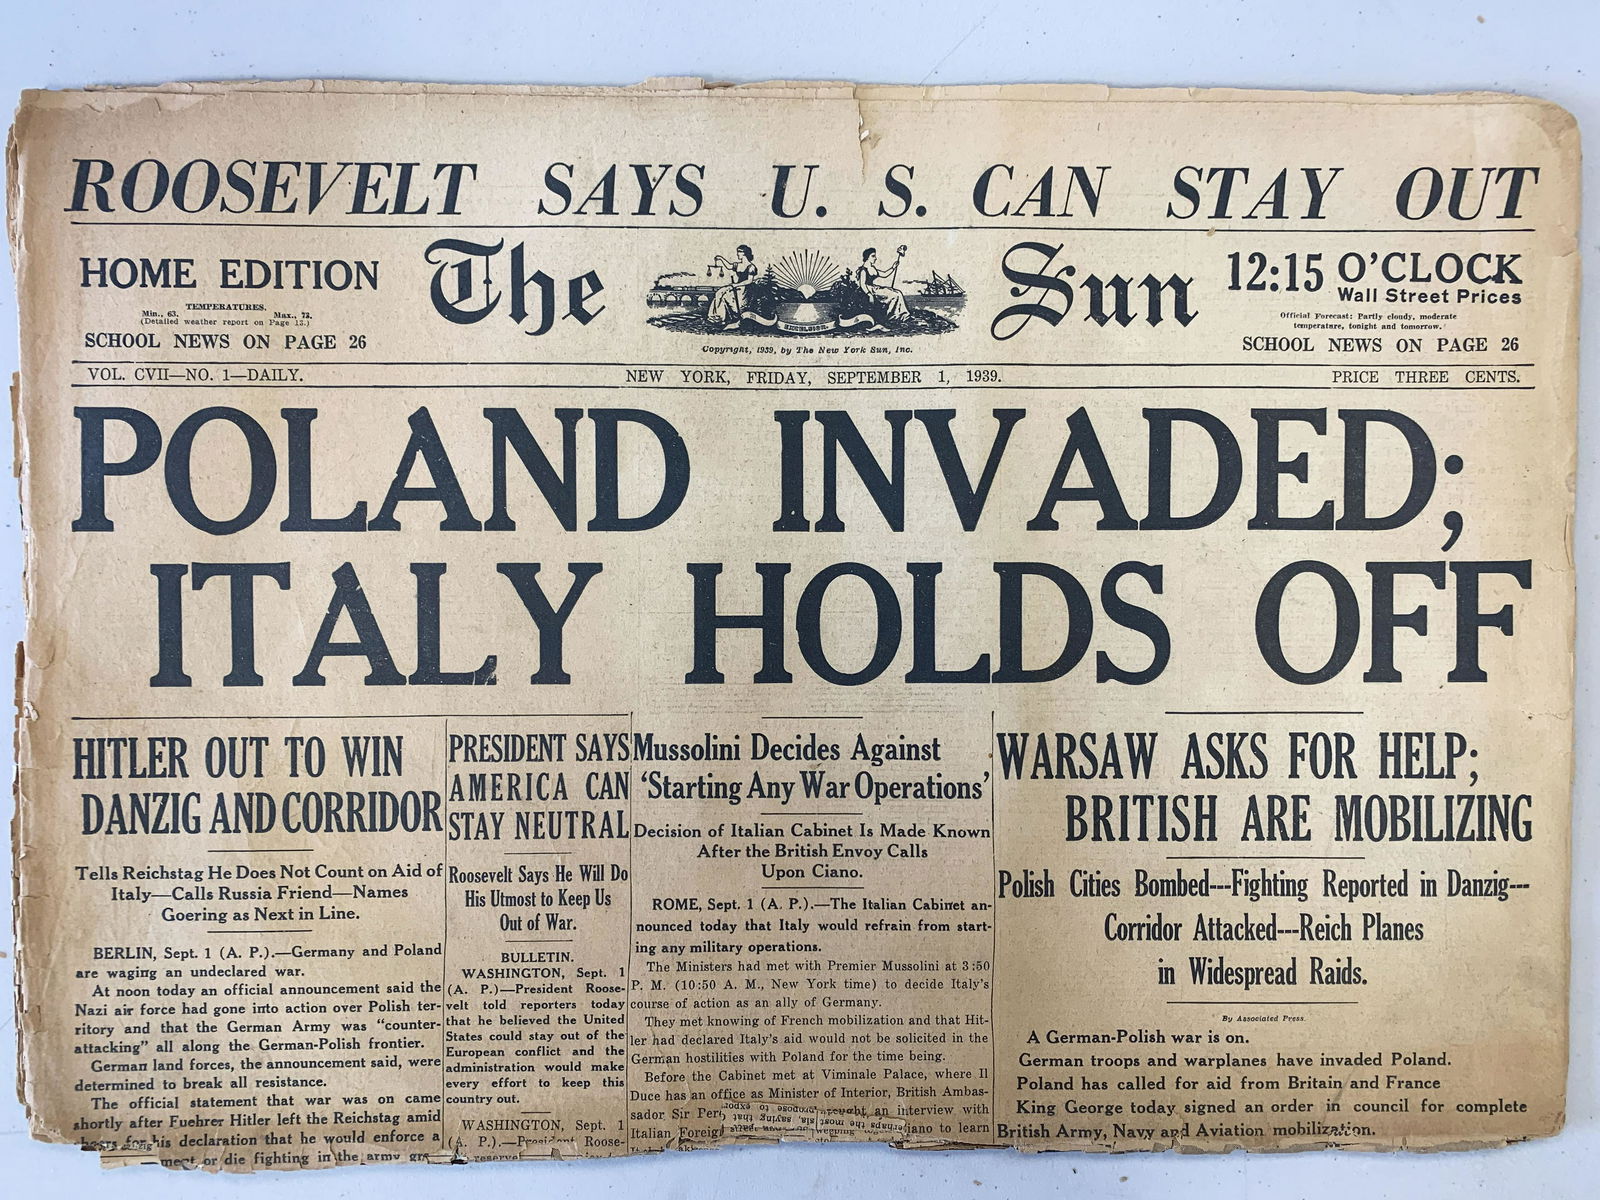 ROOSEVELT SAYS U. S. CAN STAY OUT
HOME EDITION
TEMPERATURES.
Min., 63. Max., 73.
(Detailed weather report on Page 13.)
SCHOOL NEWS ON PAGE 26
The Sun
EXCELSIOR.
Copyright, 1939, by The New York Sun, Inc.
12:15 O'CLOCK
Wall Street Prices
Official Forecast: Partly cloudy, moderate
temperature, tonight and tomorrow.
SCHOOL NEWS ON PAGE 26
VOL. CVII—NO. 1—DAILY.
NEW YORK, FRIDAY, SEPTEMBER 1, 1939.
PRICE THREE CENTS.
POLAND INVADED;
ITALY HOLDS OFF
HITLER OUT TO WIN
DANZIG AND CORRIDOR
Tells Reichstag He Does Not Count on Aid of
Italy—Calls Russia Friend—Names
Goering as Next in Line.
BERLIN, Sept. 1 (A. P.).—Germany and Poland
are waging an undeclared war.
At noon today an official announcement said the
Nazi air force had gone into action over Polish ter-
ritory and that the German Army was "counter-
attacking" all along the German-Polish frontier.
German land forces, the announcement said, were
determined to break all resistance.
The official statement that war was on came
shortly after Fuehrer Hitler left the Reichstag amid
cheers for his declaration that he would enforce a
or die fighting in the army
PRESIDENT SAYS
AMERICA CAN
STAY NEUTRAL
Roosevelt Says He Will Do
His Utmost to Keep Us
Out of War.
BULLETIN.
WASHINGTON, Sept. 1
(A. P.)—President Roose-
velt told reporters today
that he believed the United
States could stay out of the
European conflict and the
administration would make
every effort to keep this
country out.
WASHINGTON, Sept. 1
(A. P.).—President Roose-
reserve
Mussolini Decides Against
'Starting Any War Operations'
Decision of Italian Cabinet Is Made Known
After the British Envoy Calls
Upon Ciano.
ROME, Sept. 1 (A. P.).—The Italian Cabinet an-
nounced today that Italy would refrain from start-
ing any military operations.
The Ministers had met with Premier Mussolini at 3:50
P. M. (10:50 A. M., New York time) to decide Italy's
course of action as an ally of Germany.
They met knowing of French mobilization and that Hit-
ler had declared Italy's aid would not be solicited in the
German hostilities with Poland for the time being.
Before the Cabinet met at Viminale Palace, where Il
Duce has an office as Minister of Interior, British Ambas-
sador Sir an interview with
Italian to learn
WARSAW ASKS FOR HELP;
BRITISH ARE MOBILIZING
Polish Cities Bombed---Fighting Reported in Danzig---
Corridor Attacked---Reich Planes
in Widespread Raids.
By Associated Press.
A German-Polish war is on.
German troops and warplanes have invaded Poland.
Poland has called for aid from Britain and France
King George today signed an order in council for complete
British Army, Navy and Aviation mobilization.